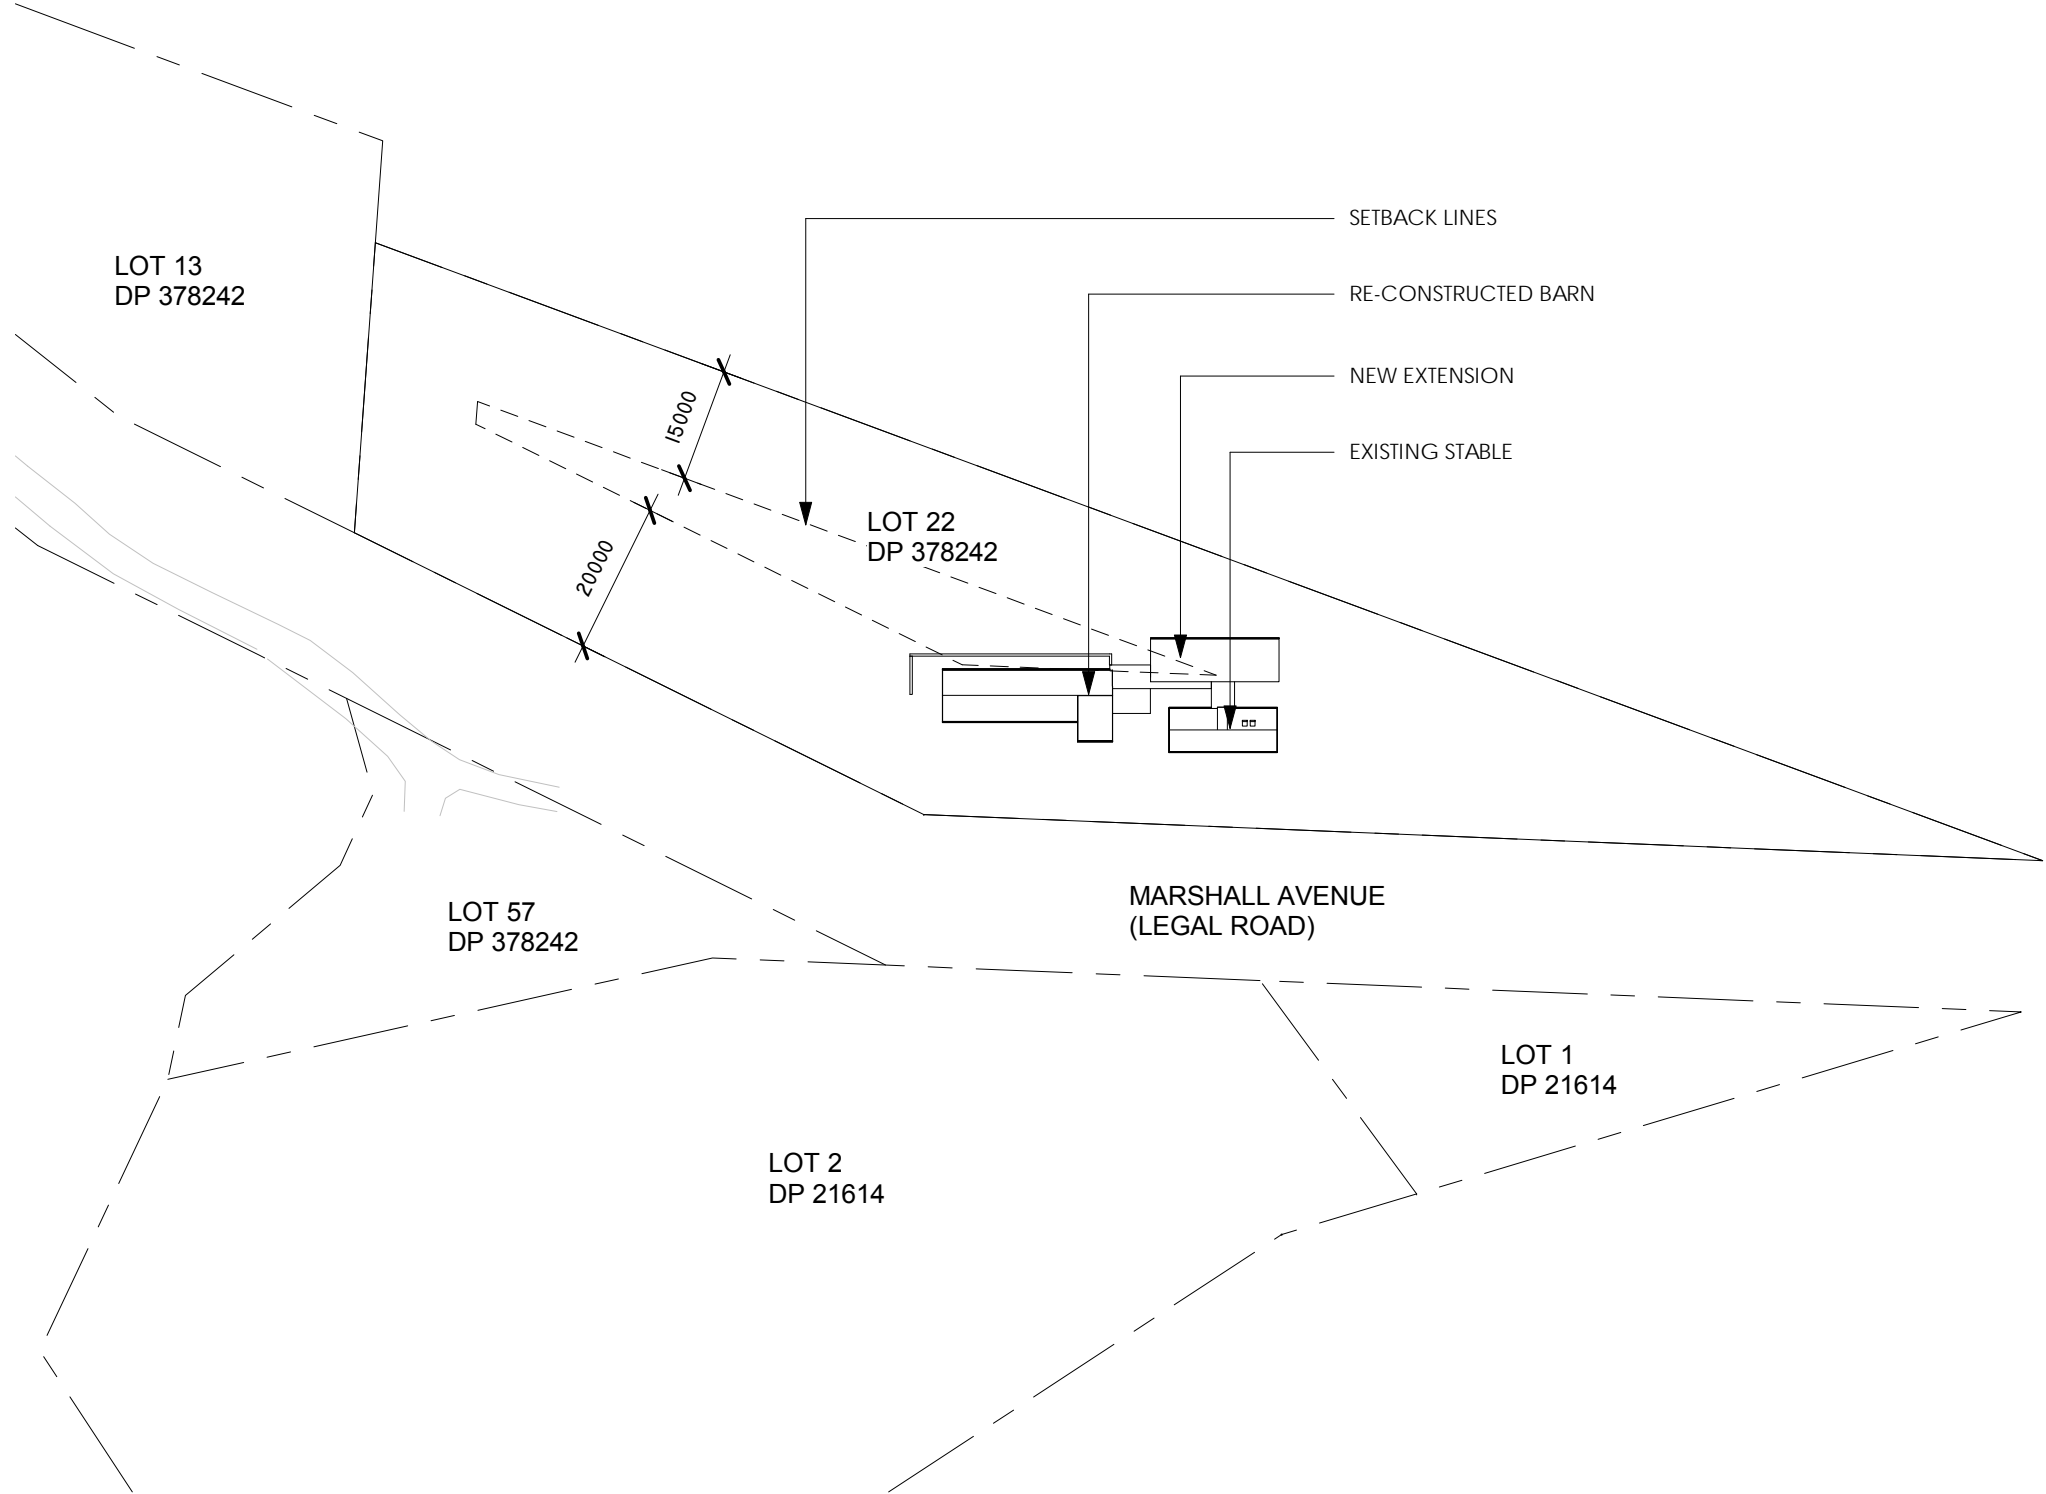 SETBACK LINES
LOT 13
DP 378242
RE-CONSTRUCTED BARN
NEW EXTENSION
15000
EXISTING STABLE
LOT 22
DP 378242
20000
MARSHALL AVENUE
(LEGAL ROAD)
LOT 57
DP 378242
LOT 1
DP 21614
LOT 2
DP 21614